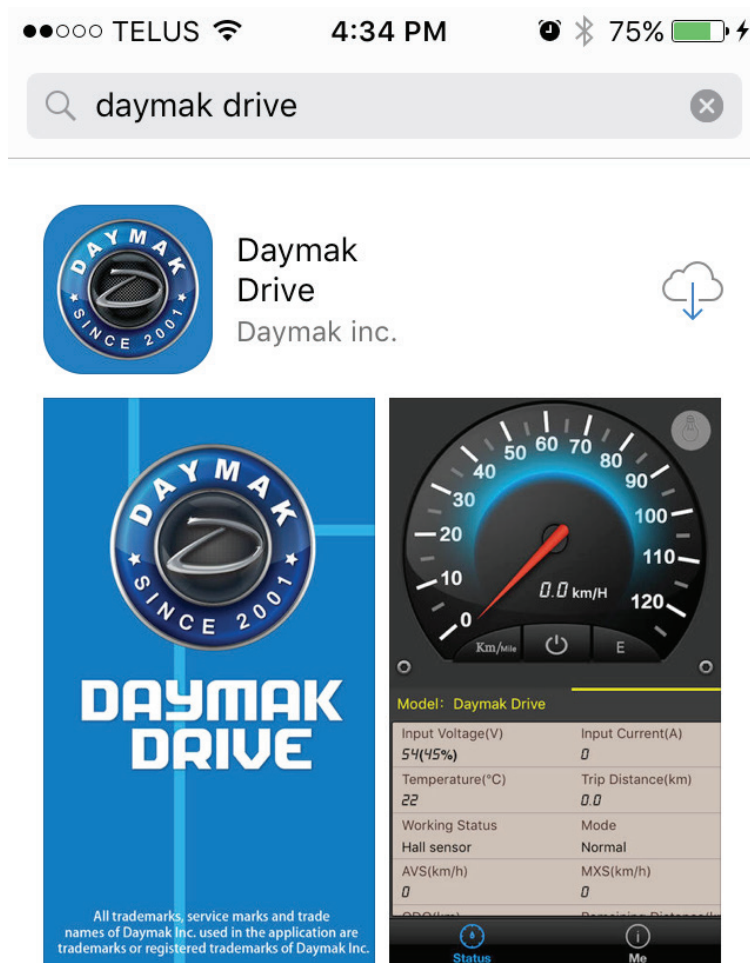 TELUS 4:34 PM 75%
daymak drive
DAYMAK
SINCE 2001
Daymak
Drive
Daymak inc.
DAYMAK
SINCE 2001
DAYMAK
DRIVE
All trademarks, service marks and trade
names of Daymak Inc. used in the application are
trademarks or registered trademarks of Daymak Inc.
0 10 20 30 40 50 60 70 80 90 100 110 120
0.0 km/H
Km/Mile E
Model: Daymak Drive
Input Voltage(V) Input Current(A)
54(45%) 0
Temperature(°C) Trip Distance(km)
22 0.0
Working Status Mode
Hall sensor Normal
AVS(km/h) MXS(km/h)
0 0
Status Me